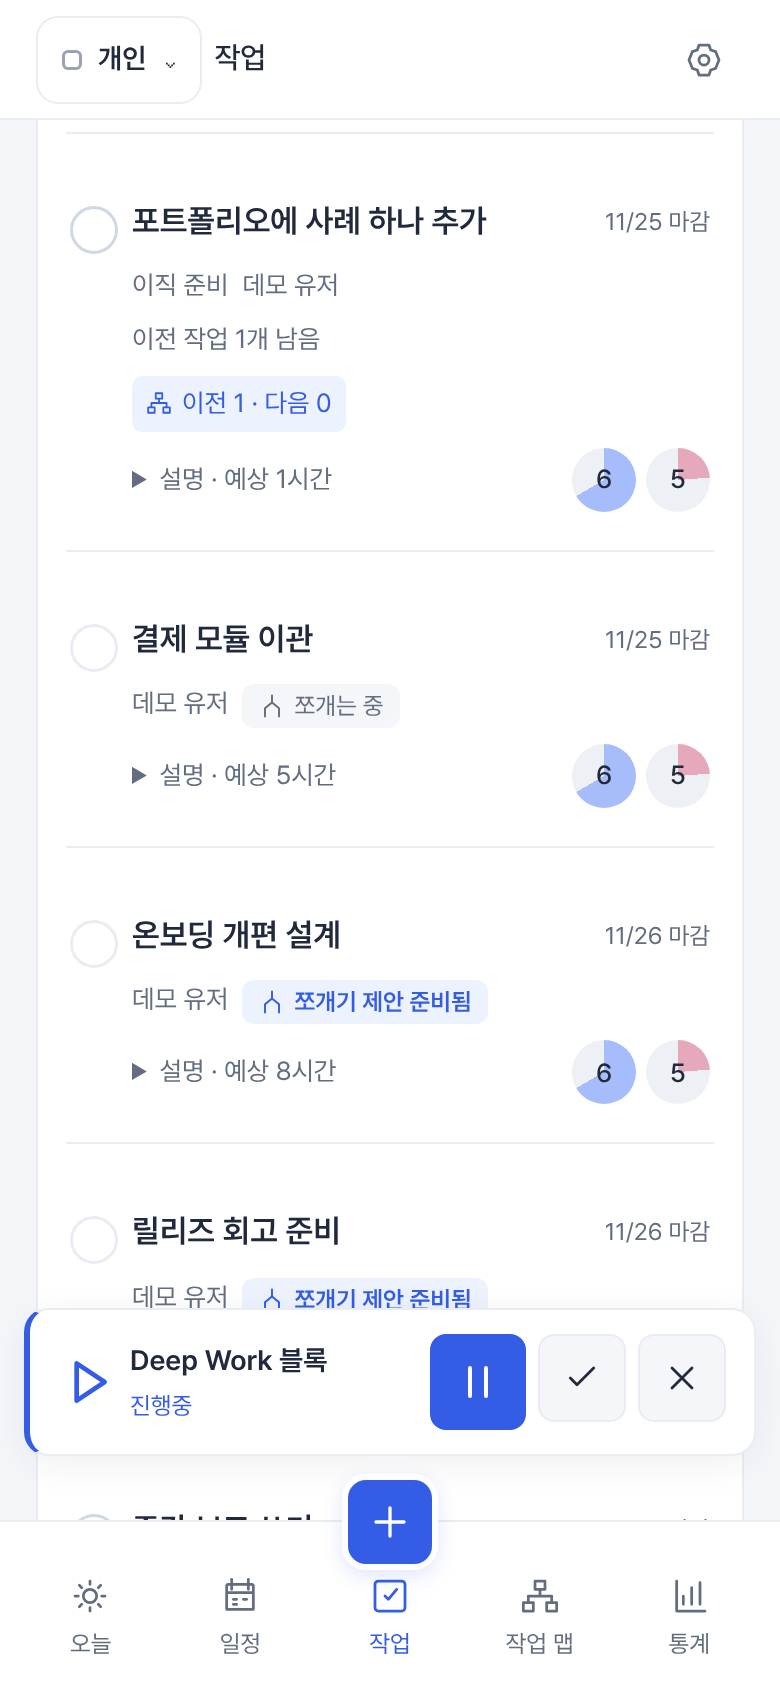 개인
작업
포트폴리오에 사례 하나 추가
11/25 마감
이직 준비 데모 유저
이전 작업 1개 남음
이전 1 · 다음 0
설명 · 예상 1시간
6
5
결제 모듈 이관
11/25 마감
데모 유저
쪼개는 중
설명 · 예상 5시간
6
5
온보딩 개편 설계
11/26 마감
데모 유저
쪼개기 제안 준비됨
설명 · 예상 8시간
6
5
릴리즈 회고 준비
11/26 마감
데모 유저
쪼개기 제안 준비됨
Deep Work 블록
진행중
오늘
일정
작업
작업 맵
통계